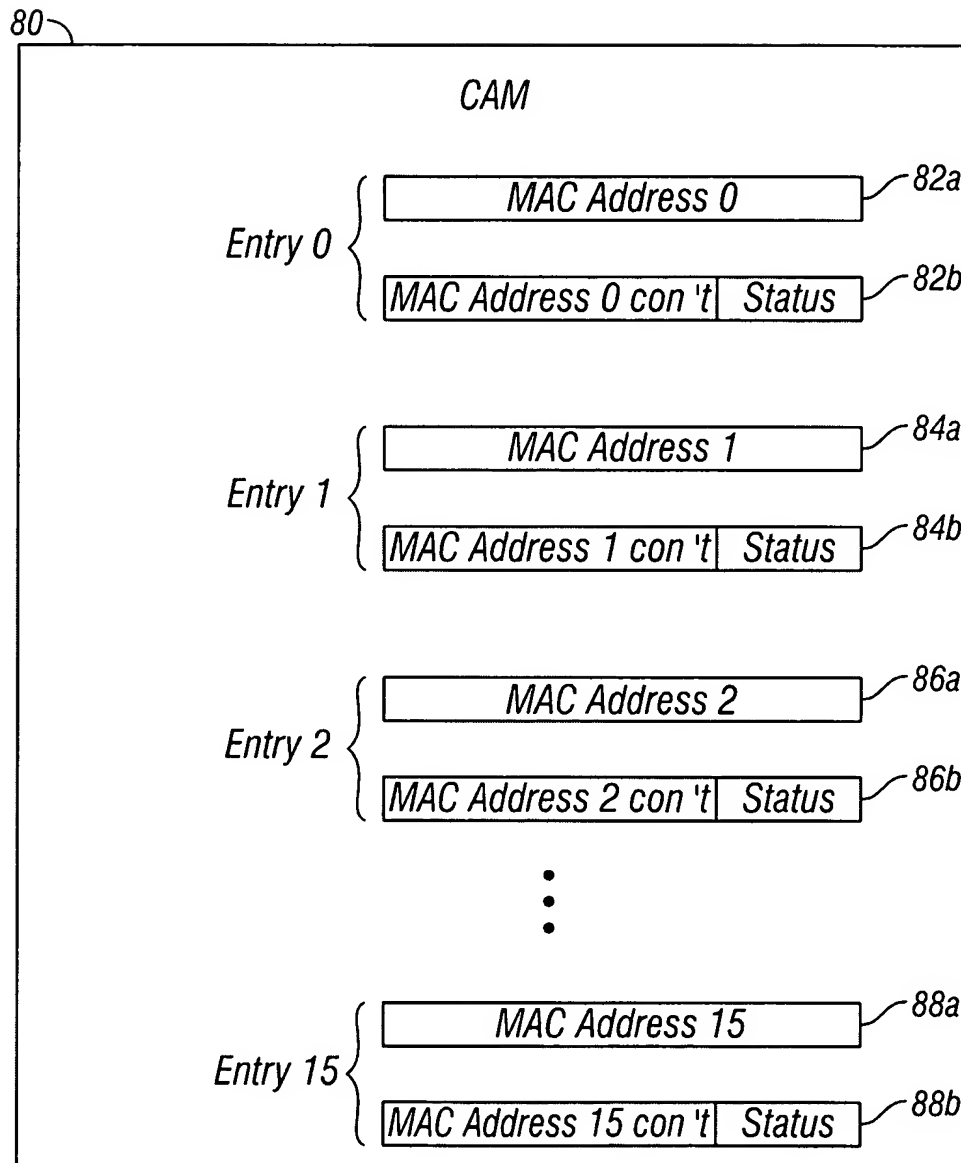 80
CAM
MAC Address 0
82a
Entry 0
MAC Address 0 con 't Status
82b
MAC Address 1
84a
Entry 1
MAC Address 1 con 't Status
84b
MAC Address 2
86a
Entry 2
MAC Address 2 con 't Status
86b
MAC Address 15
88a
Entry 15
MAC Address 15 con 't Status
88b